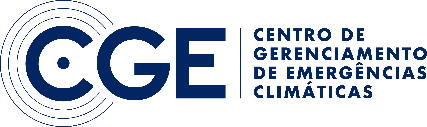 CGE
CENTRO DE
GERENCIAMENTO
DE EMERGÊNCIAS
CLIMÁTICAS